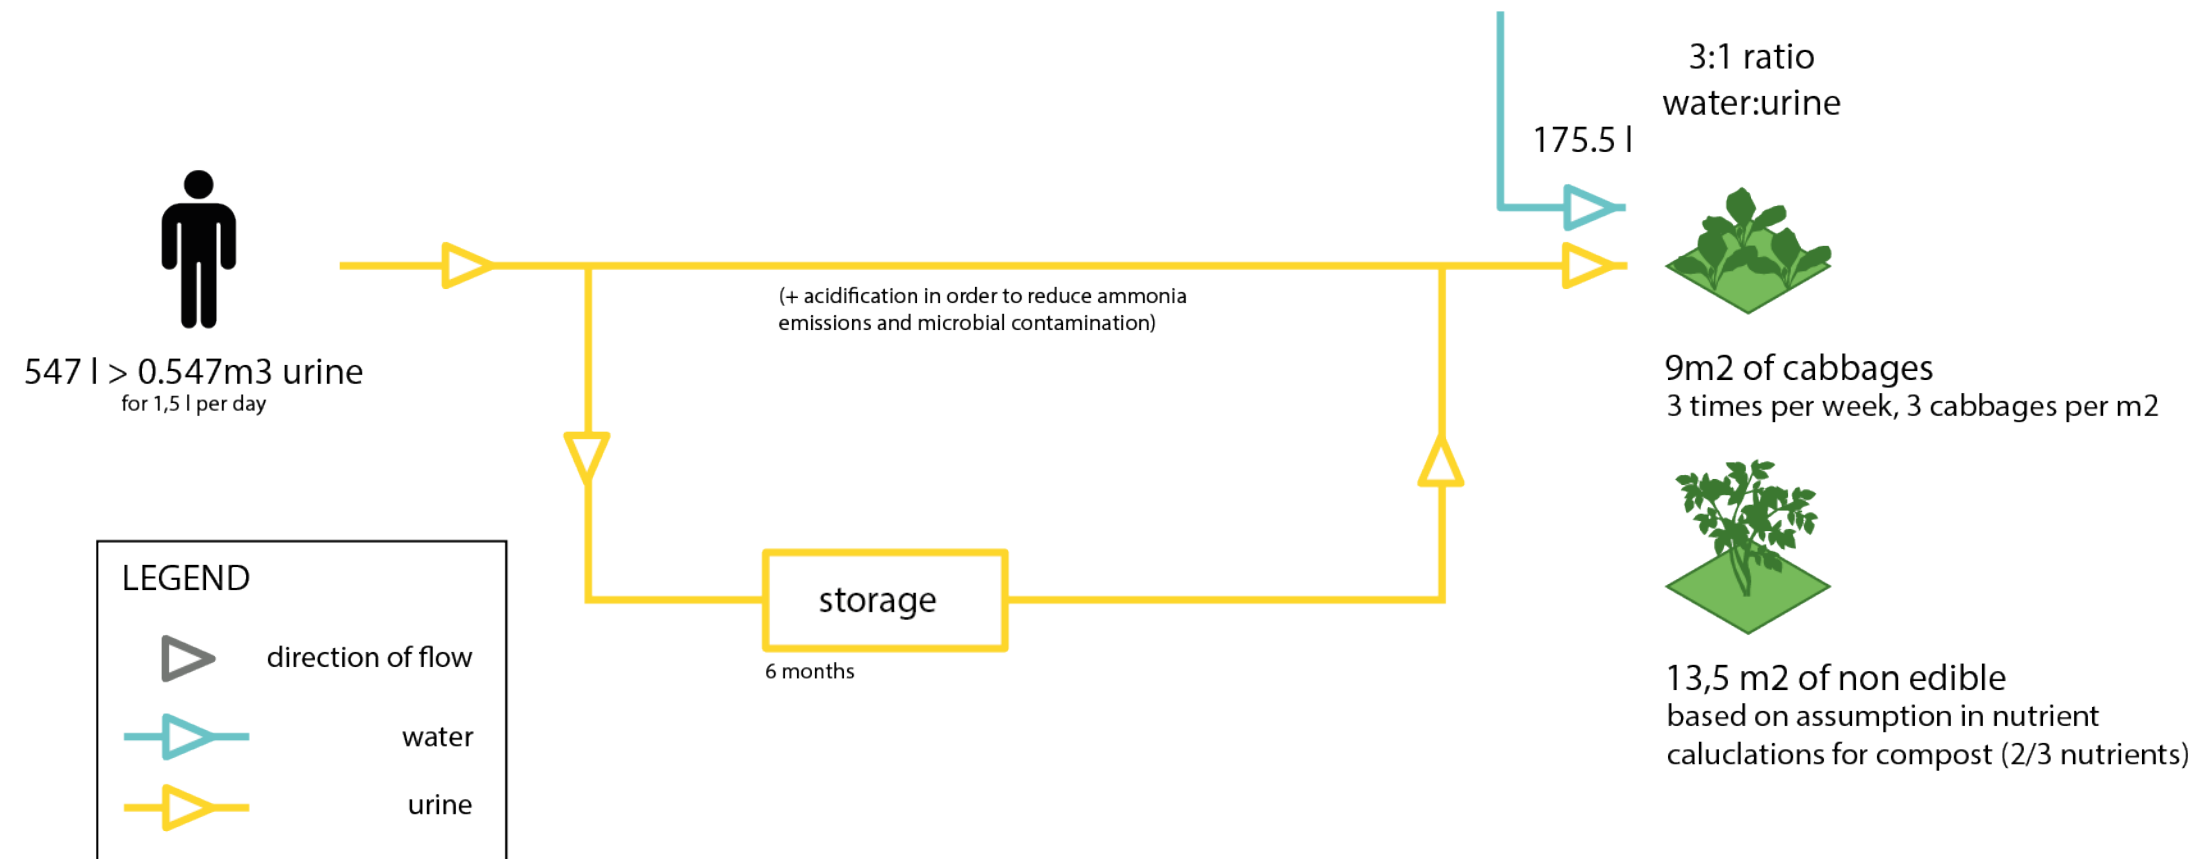 3:1 ratio
water:urine
175.5 l
547 l > 0.547m3 urine
for 1,5 l per day
(+ acidification in order to reduce ammonia
emissions and microbial contamination)
9m2 of cabbages
3 times per week, 3 cabbages per m2
storage
6 months
13,5 m2 of non edible
based on assumption in nutrient
caluclations for compost (2/3 nutrients)
LEGEND
direction of flow
water
urine